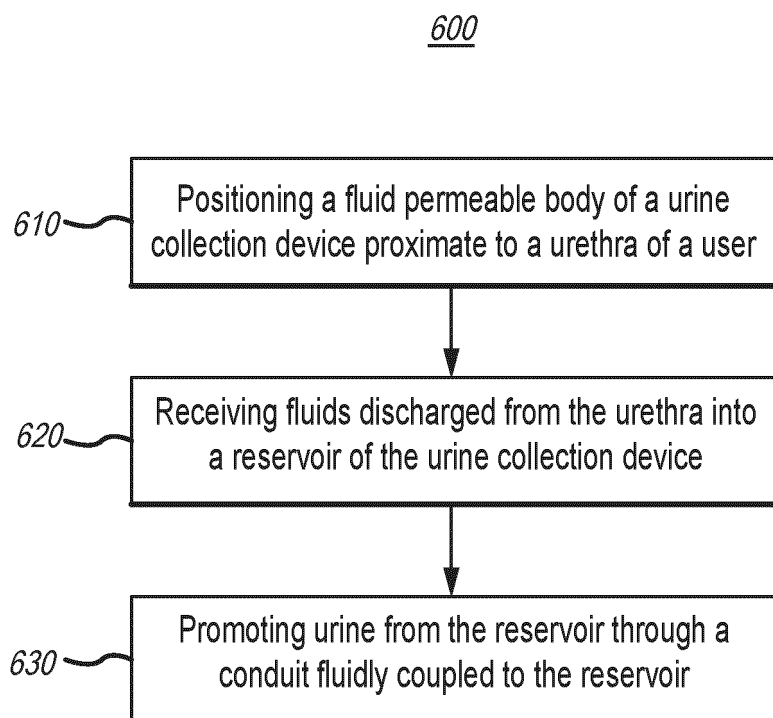 600
610
Positioning a fluid permeable body of a urine
collection device proximate to a urethra of a user
620
Receiving fluids discharged from the urethra into
a reservoir of the urine collection device
630
Promoting urine from the reservoir through a
conduit fluidly coupled to the reservoir